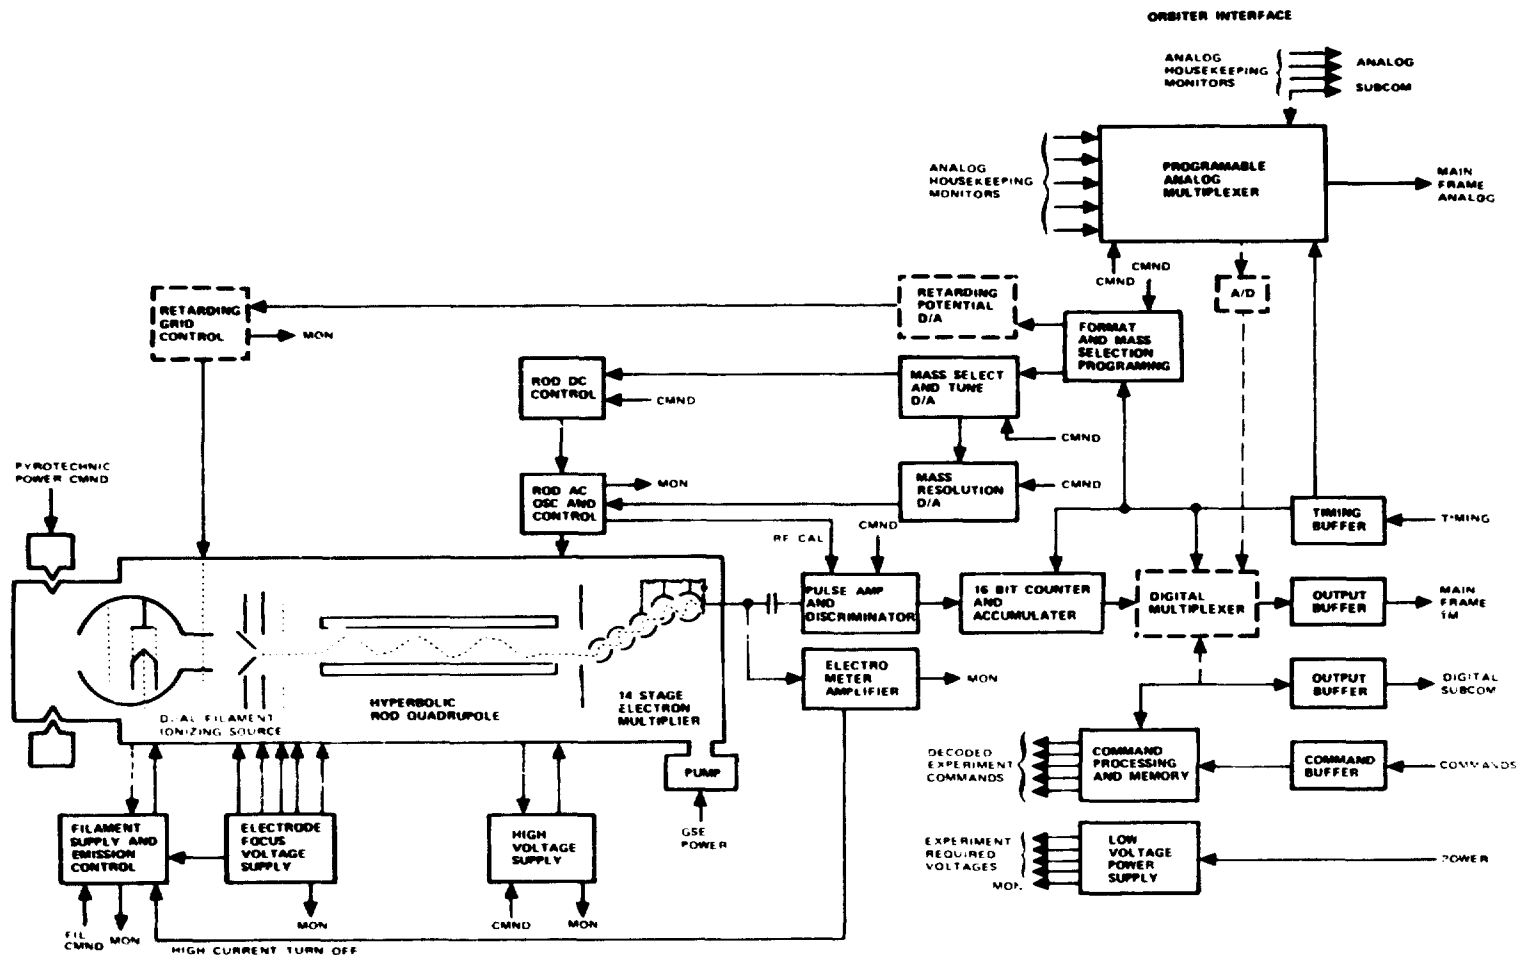 ORBITER INTERFACE
ANALOG
HOUSEKEEPING
MONITORS
ANALOG
SUBCOM
ANALOG
HOUSEKEEPING
MONITORS
PROGRAMABLE
ANALOG
MULTIPLEXER
MAIN
FRAME
ANALOG
CMND
CMND
A/D
RETARDING
GRID
CONTROL
MON
RETARDING
POTENTIAL
D/A
FORMAT
AND MASS
SELECTION
PROGRAMING
ROD DC
CONTROL
CMND
MASS SELECT
AND TUNE
D/A
CMND
PYROTECHNIC
POWER CMND
ROD AC
OSC AND
CONTROL
MON
MASS
RESOLUTION
D/A
CMND
TIMING
BUFFER
TIMING
RF CAL
CMND
PULSE AMP
AND
DISCRIMINATOR
16 BIT COUNTER
AND
ACCUMULATER
DIGITAL
MULTIPLEXER
OUTPUT
BUFFER
MAIN
FRAME
TM
ELECTRO
METER
AMPLIFIER
MON
OUTPUT
BUFFER
DIGITAL
SUBCOM
HYPERBOLIC
ROD QUADRUPOLE
14 STAGE
ELECTRON
MULTIPLIER
DUAL FILAMENT
IONIZING SOURCE
PUMP
GSE
POWER
DECODED
EXPERIMENT
COMMANDS
COMMAND
PROCESSING
AND MEMORY
COMMAND
BUFFER
COMMANDS
FILAMENT
SUPPLY AND
EMISSION
CONTROL
ELECTRODE
FOCUS
VOLTAGE
SUPPLY
HIGH
VOLTAGE
SUPPLY
EXPERIMENT
REQUIRED
VOLTAGES
MON
LOW
VOLTAGE
POWER
SUPPLY
POWER
FIL
CMND
MON
MON
CMND
MON
HIGH CURRENT TURN OFF